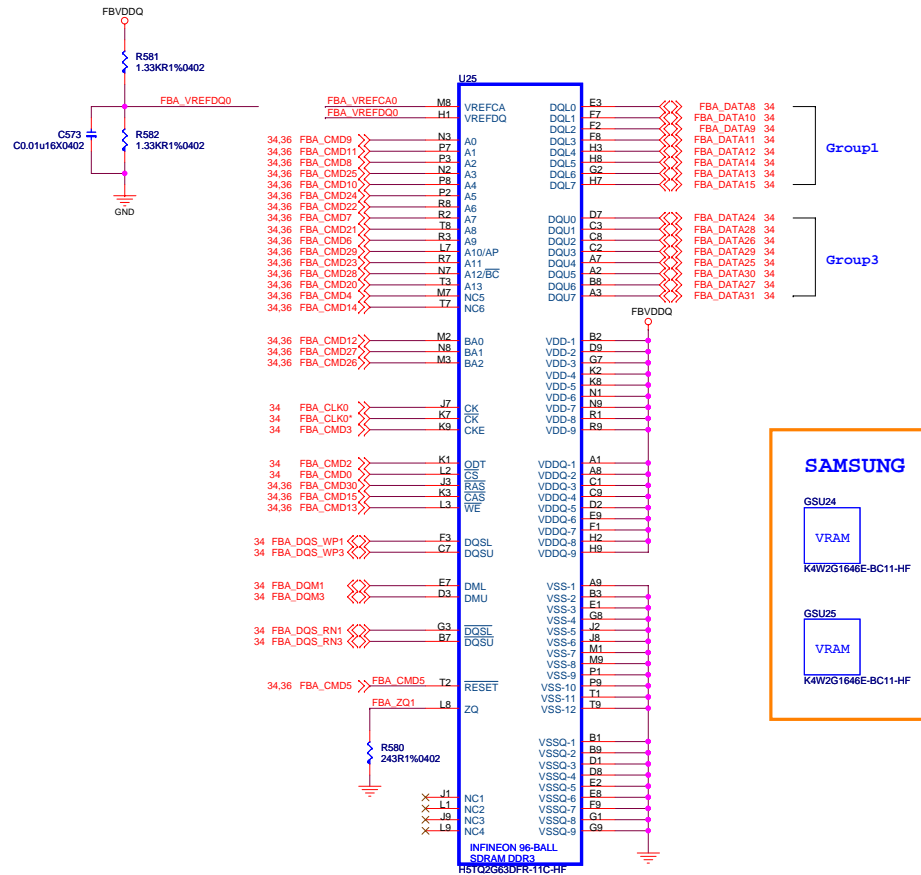 FBVDDQ
R581
1.33KR1%0402
FBA_VREFDQ0
C573
C0.01u16X0402
R582
1.33KR1%0402
GND
U25
FBA_VREFCA0 M8 VREFCA
FBA_VREFDQ0 H1 VREFDQ
34,36 FBA_CMD9 N3 A0
34,36 FBA_CMD11 P7 A1
34,36 FBA_CMD8 P3 A2
34,36 FBA_CMD25 N2 A3
34,36 FBA_CMD10 P8 A4
34,36 FBA_CMD24 P2 A5
34,36 FBA_CMD22 R8 A6
34,36 FBA_CMD7 R2 A7
34,36 FBA_CMD21 T8 A8
34,36 FBA_CMD6 R3 A9
34,36 FBA_CMD29 L7 A10/AP
34,36 FBA_CMD23 R7 A11
34,36 FBA_CMD28 N7 A12/BC
34,36 FBA_CMD20 T3 A13
34,36 FBA_CMD4 M7 NC5
34,36 FBA_CMD14 T7 NC6
34,36 FBA_CMD12 M2 BA0
34,36 FBA_CMD27 N8 BA1
34,36 FBA_CMD26 M3 BA2
34 FBA_CLK0 J7 CK
34 FBA_CLK0* K7 CK
34 FBA_CMD3 K9 CKE
34 FBA_CMD2 K1 ODT
34 FBA_CMD0 L2 CS
34,36 FBA_CMD30 J3 RAS
34,36 FBA_CMD15 K3 CAS
34,36 FBA_CMD13 L3 WE
34 FBA_DQS_WP1 F3 DQSL
34 FBA_DQS_WP3 C7 DQSU
34 FBA_DQM1 E7 DML
34 FBA_DQM3 D3 DMU
34 FBA_DQS_RN1 G3 DQSL
34 FBA_DQS_RN3 B7 DQSU
34,36 FBA_CMD5 FBA_CMD5 T2 RESET
FBA_ZQ1 L8 ZQ
R580
243R1%0402
J1 NC1
L1 NC2
J9 NC3
L9 NC4
DQL0 E3 FBA_DATA8 34
DQL1 F7 FBA_DATA10 34
DQL2 F2 FBA_DATA9 34
DQL3 F8 FBA_DATA11 34
DQL4 H3 FBA_DATA12 34
DQL5 H8 FBA_DATA14 34
DQL6 G2 FBA_DATA13 34
DQL7 H7 FBA_DATA15 34
Group1
DQU0 D7 FBA_DATA24 34
DQU1 C3 FBA_DATA28 34
DQU2 C8 FBA_DATA26 34
DQU3 C2 FBA_DATA29 34
DQU4 A7 FBA_DATA25 34
DQU5 A2 FBA_DATA30 34
DQU6 B8 FBA_DATA27 34
DQU7 A3 FBA_DATA31 34
Group3
FBVDDQ
VDD-1 B2
VDD-2 D9
VDD-3 G7
VDD-4 K2
VDD-5 K8
VDD-6 N1
VDD-7 N9
VDD-8 R1
VDD-9 R9
VDDQ-1 A1
VDDQ-2 A8
VDDQ-3 C1
VDDQ-4 C9
VDDQ-5 D2
VDDQ-6 E9
VDDQ-7 F1
VDDQ-8 H2
VDDQ-9 H9
VSS-1 A9
VSS-2 B3
VSS-3 E1
VSS-4 G8
VSS-5 J2
VSS-6 J8
VSS-7 M1
VSS-8 M9
VSS-9 P1
VSS-10 P9
VSS-11 T1
VSS-12 T9
VSSQ-1 B1
VSSQ-2 B9
VSSQ-3 D1
VSSQ-4 D8
VSSQ-5 E2
VSSQ-6 E8
VSSQ-7 F9
VSSQ-8 G1
VSSQ-9 G9
INFINEON 96-BALL
SDRAM DDR3
H5TQ2G63DFR-11C-HF
SAMSUNG
GSU24
VRAM
K4W2G1646E-BC11-HF
GSU25
VRAM
K4W2G1646E-BC11-HF